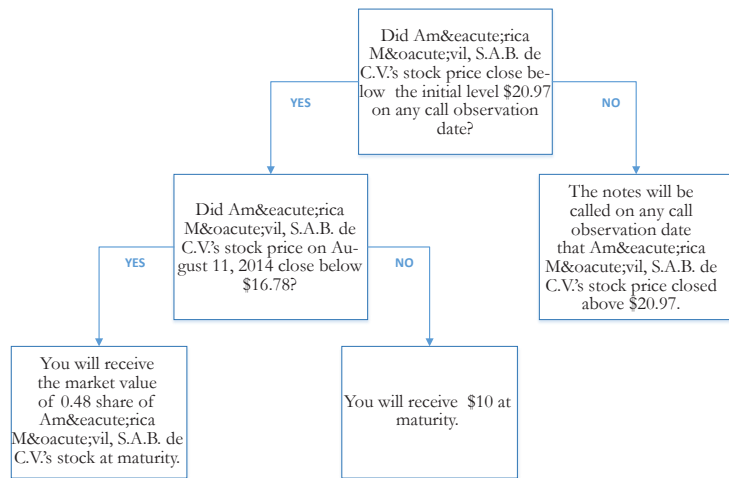 Did Am&eacute;rica
M&oacute;vil, S.A.B. de
C.V.'s stock price close be-
low the initial level $20.97
on any call observation
date?
YES
NO
Did Am&eacute;rica
M&oacute;vil, S.A.B. de
C.V.'s stock price on Au-
gust 11, 2014 close below
$16.78?
The notes will be
called on any call
observation date
that Am&eacute;rica
M&oacute;vil, S.A.B. de
C.V.'s stock price closed
above $20.97.
YES
NO
You will receive
the market value
of 0.48 share of
Am&eacute;rica
M&oacute;vil, S.A.B. de
C.V.'s stock at maturity.
You will receive $10 at
maturity.